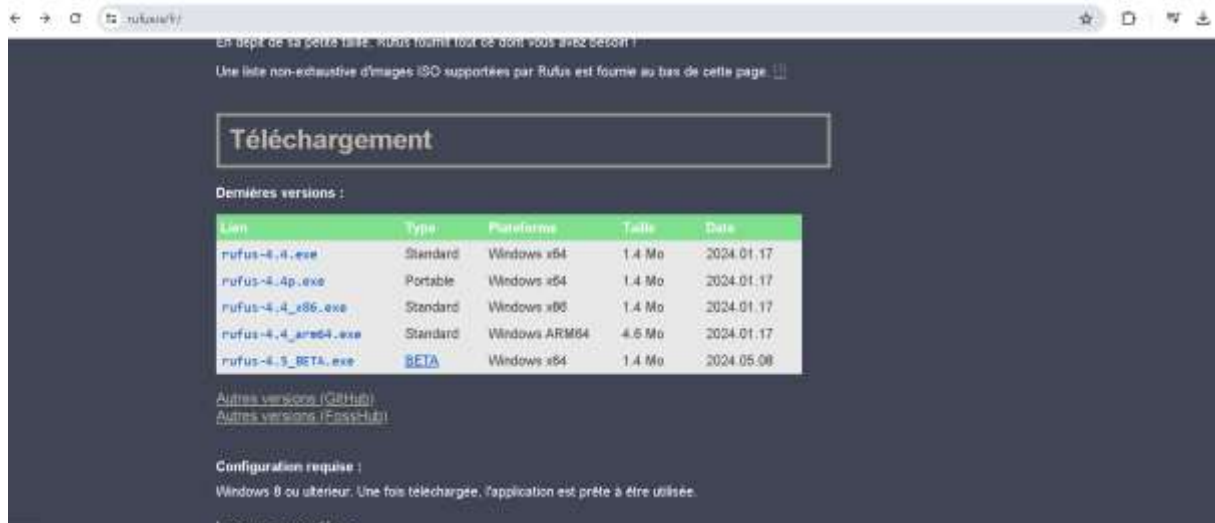 rufus.ie/fr/
En dépit de sa petite taille, Rufus fournit tout ce dont vous avez besoin !
Une liste non-exhaustive d'images ISO supportées par Rufus est fournie au bas de cette page.
Téléchargement
Dernières versions :
Lien Type Plateforme Taille Date
rufus-4.4.exe Standard Windows x64 1.4 Mo 2024.01.17
rufus-4.4p.exe Portable Windows x64 1.4 Mo 2024.01.17
rufus-4.4_x86.exe Standard Windows x86 1.4 Mo 2024.01.17
rufus-4.4_arm64.exe Standard Windows ARM64 4.6 Mo 2024.01.17
rufus-4.5_BETA.exe BETA Windows x64 1.4 Mo 2024.05.08
Autres versions (GitHub)
Autres versions (FossHub)
Configuration requise :
Windows 8 ou ultérieur. Une fois téléchargée, l'application est prête à être utilisée.